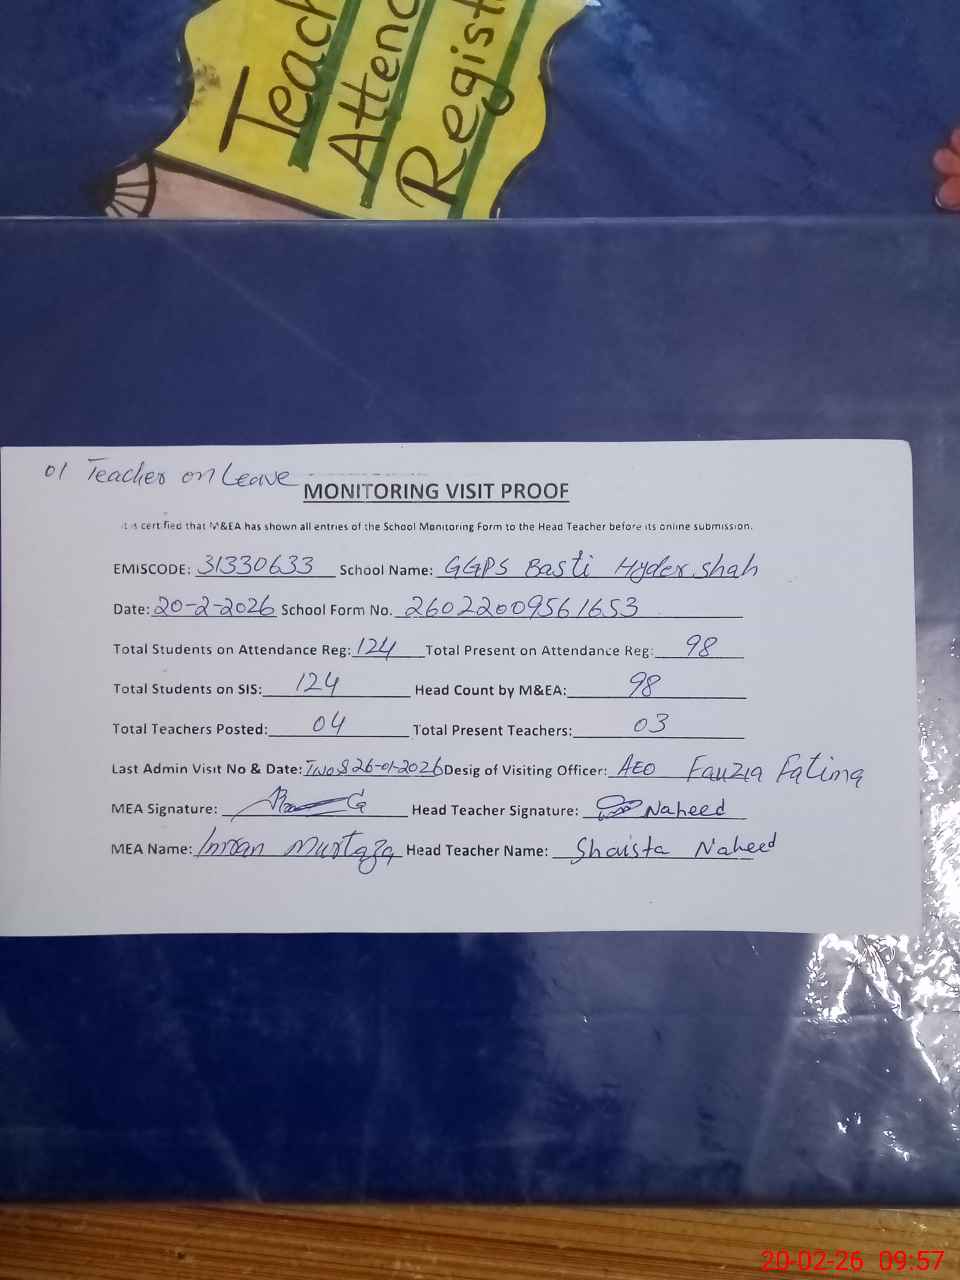 Teach
Attenc
Regist
01 Teacher on Leave
MONITORING VISIT PROOF
It is certified that M&EA has shown all entries of the School Monitoring Form to the Head Teacher before its online submission.
EMISCODE: 31330633 School Name: GGPS Basti Hyder shah
Date: 20-2-2026 School Form No. 26022009561653
Total Students on Attendance Reg: 124 Total Present on Attendance Reg: 98
Total Students on SIS: 124 Head Count by M&EA: 98
Total Teachers Posted: 04 Total Present Teachers: 03
Last Admin Visit No & Date: Two & 26-01-2026 Desig of Visiting Officer: AEO Fauzia Fatima
MEA Signature: Head Teacher Signature: Naheed
MEA Name: Imran Murtaza Head Teacher Name: Shaista Naheed
20-02-26 09:57